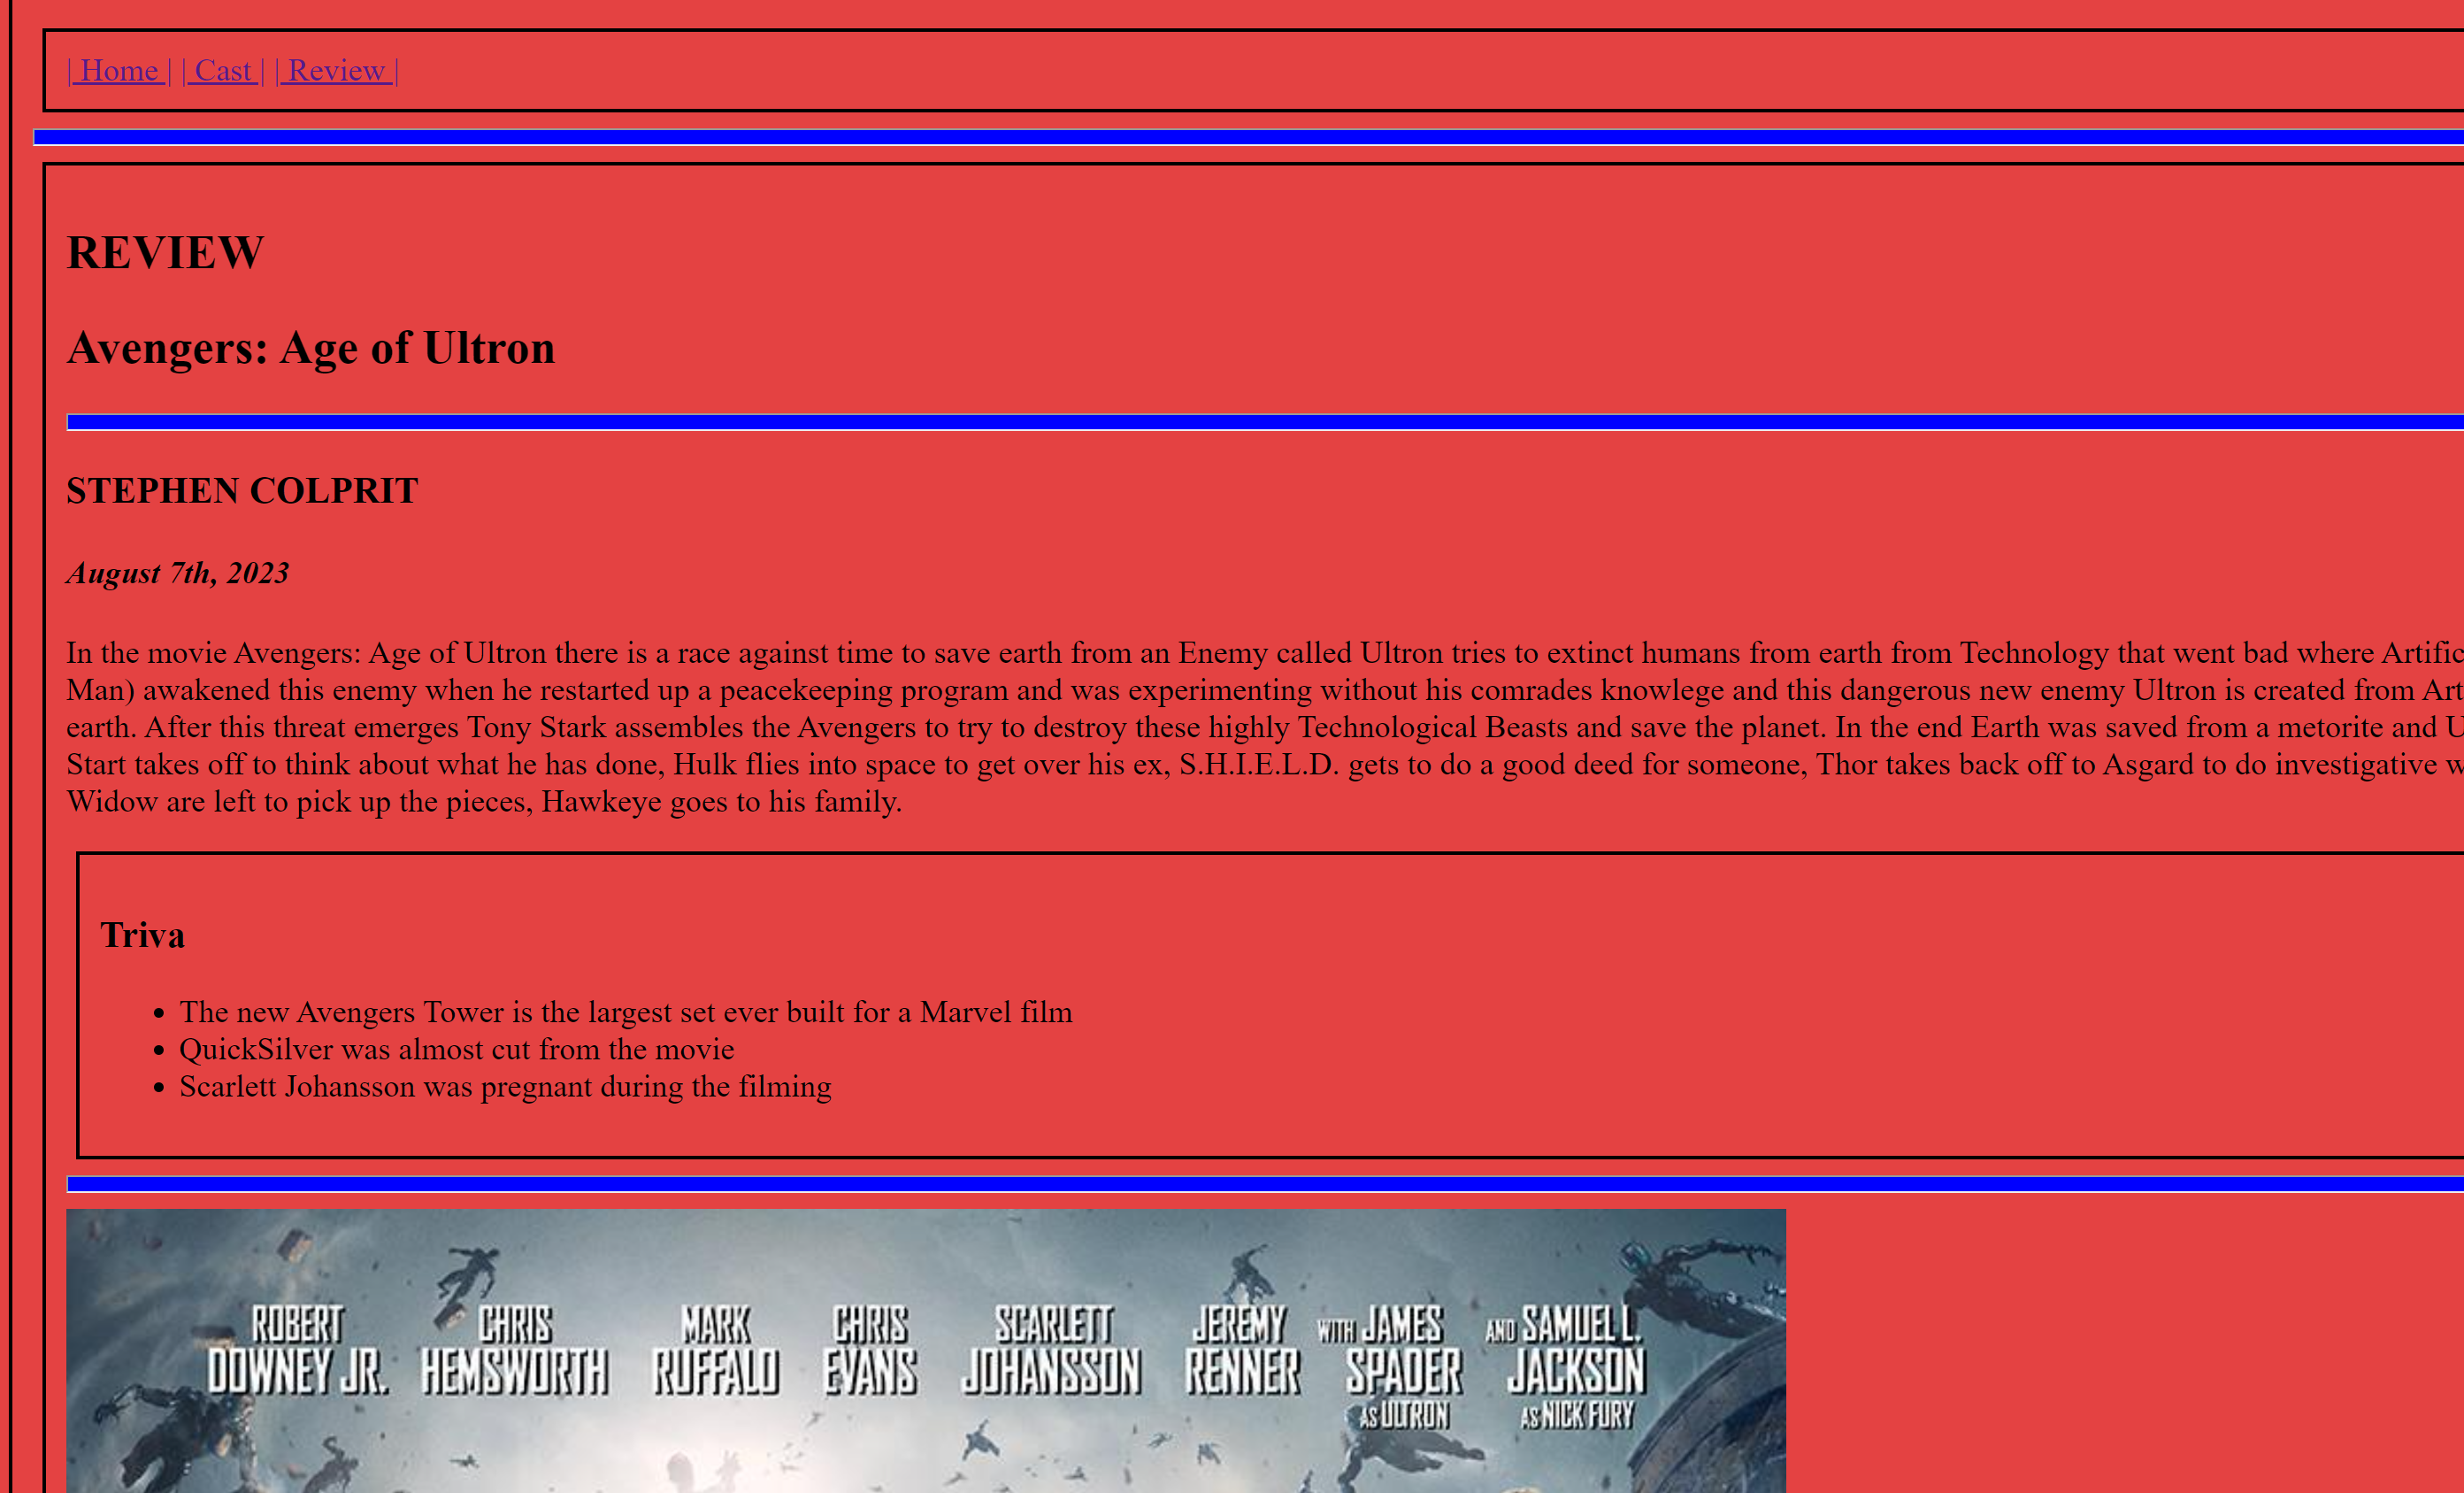 | Home | | Cast | | Review |
REVIEW
Avengers: Age of Ultron
STEPHEN COLPRIT
August 7th, 2023
In the movie Avengers: Age of Ultron there is a race against time to save earth from an Enemy called Ultron tries to extinct humans from earth from Technology that went bad where
Man) awakened this enemy when he restarted up a peacekeeping program and was experimenting without his comrades knowlege and this dangerous new enemy Ultron is created from
earth. After this threat emerges Tony Stark assembles the Avengers to try to destroy these highly Technological Beasts and save the planet. In the end Earth was saved from a metorite and
Start takes off to think about what he has done, Hulk flies into space to get over his ex, S.H.I.E.L.D. gets to do a good deed for someone, Thor takes back off to Asgard to do investigative
Widow are left to pick up the pieces, Hawkeye goes to his family.
Triva
• The new Avengers Tower is the largest set ever built for a Marvel film
• QuickSilver was almost cut from the movie
• Scarlett Johansson was pregnant during the filming
ROBERT CHRIS MARK CHRIS SCARLETT JEREMY WITH JAMES AND SAMUEL L.
DOWNEY JR. HEMSWORTH RUFFALO EVANS JOHANSSON RENNER SPADER JACKSON
AS ULTRON AS NICK FURY